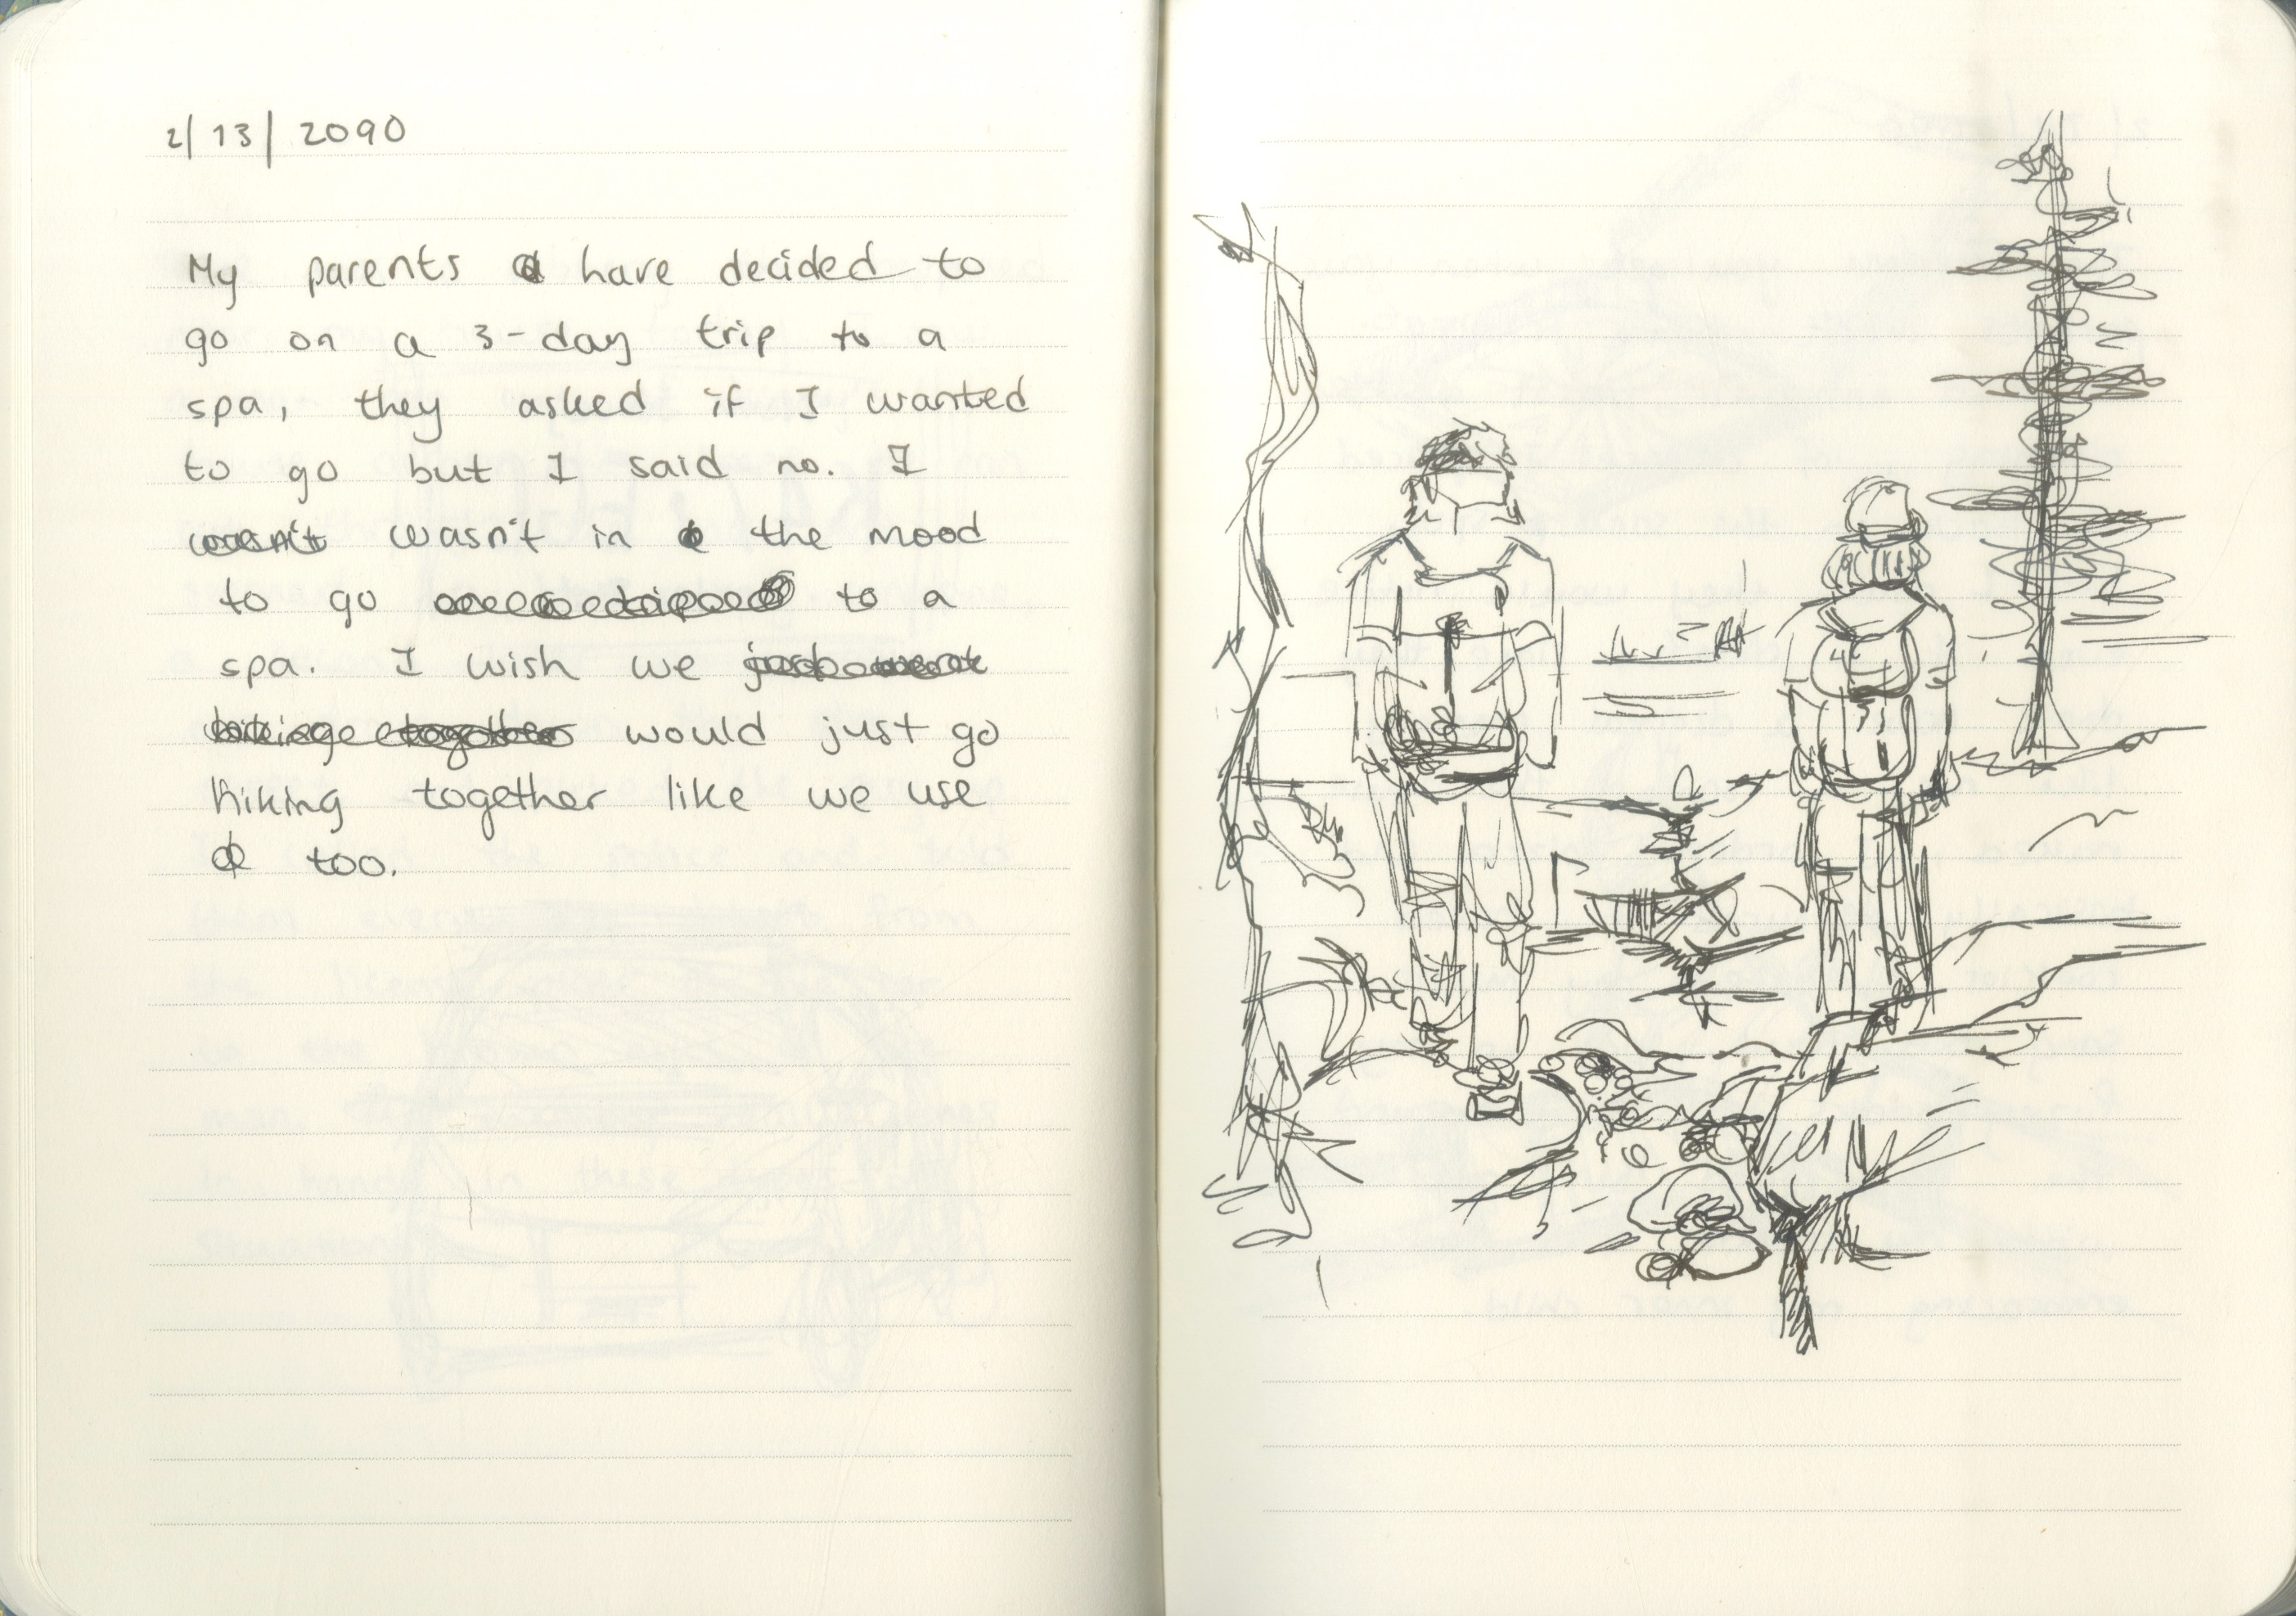 2/13/2090
My parents have decided to
go on a 3-day trip to a
spa, they asked if I wanted
to go but I said no. I
wasn't wasn't in the mood
to go to a
spa. I wish we just went
hiking together would just go
hiking together like we use
too.